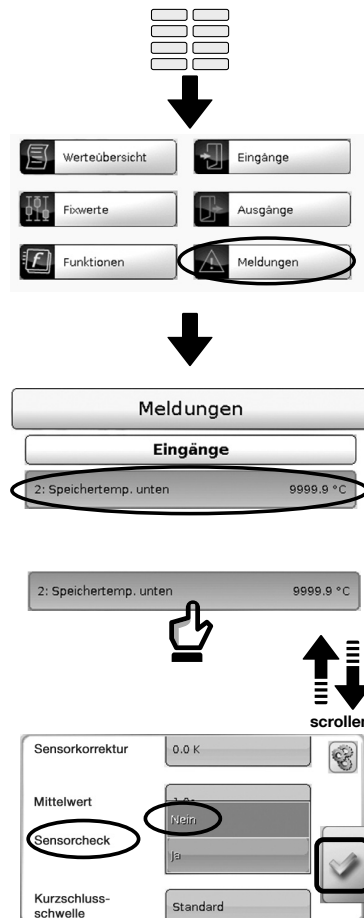 Werteübersicht Eingänge
Fixwerte Ausgänge
Funktionen Meldungen
Meldungen
Eingänge
2: Speichertemp. unten 9999.9 °C
2: Speichertemp. unten 9999.9 °C
Sensorkorrektur 0.0 K
Mittelwert
Nein
Sensorcheck
Ja
Kurzschluss-
schwelle Standard